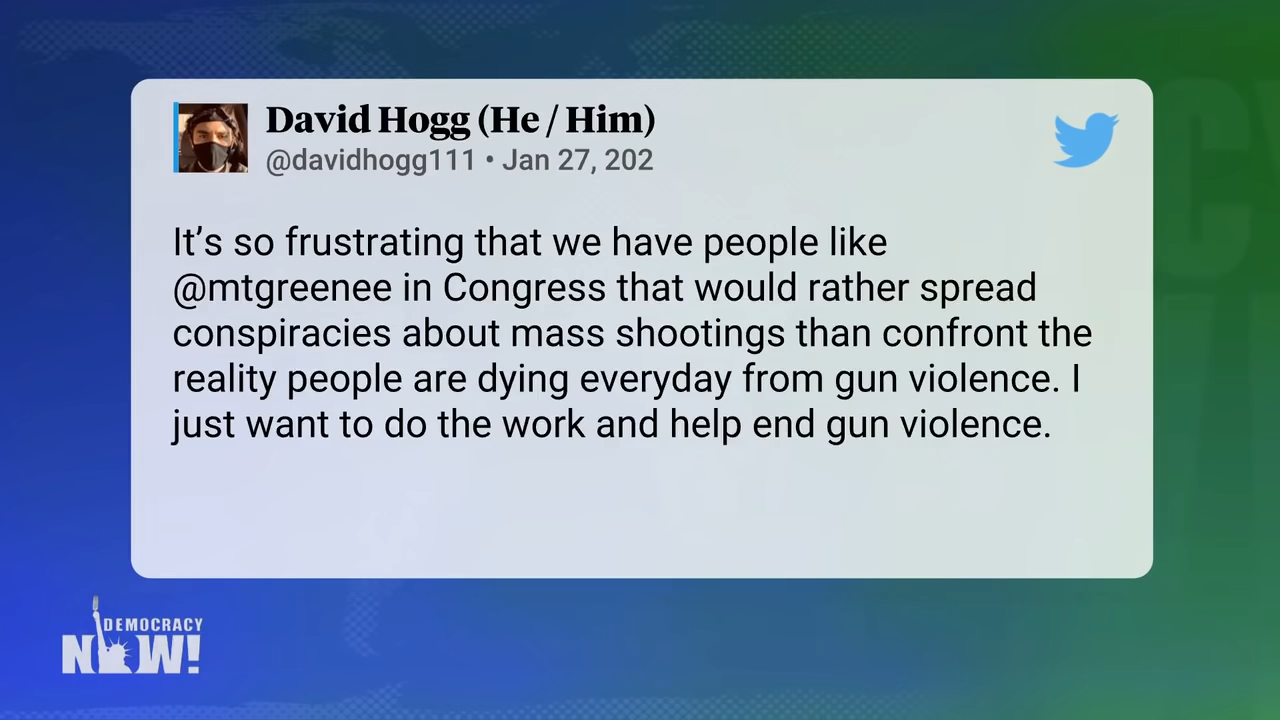 David Hogg (He / Him)
@davidhogg111 • Jan 27, 202
It’s so frustrating that we have people like
@mtgreenee in Congress that would rather spread
conspiracies about mass shootings than confront the
reality people are dying everyday from gun violence. I
just want to do the work and help end gun violence.
DEMOCRACY
NOW!